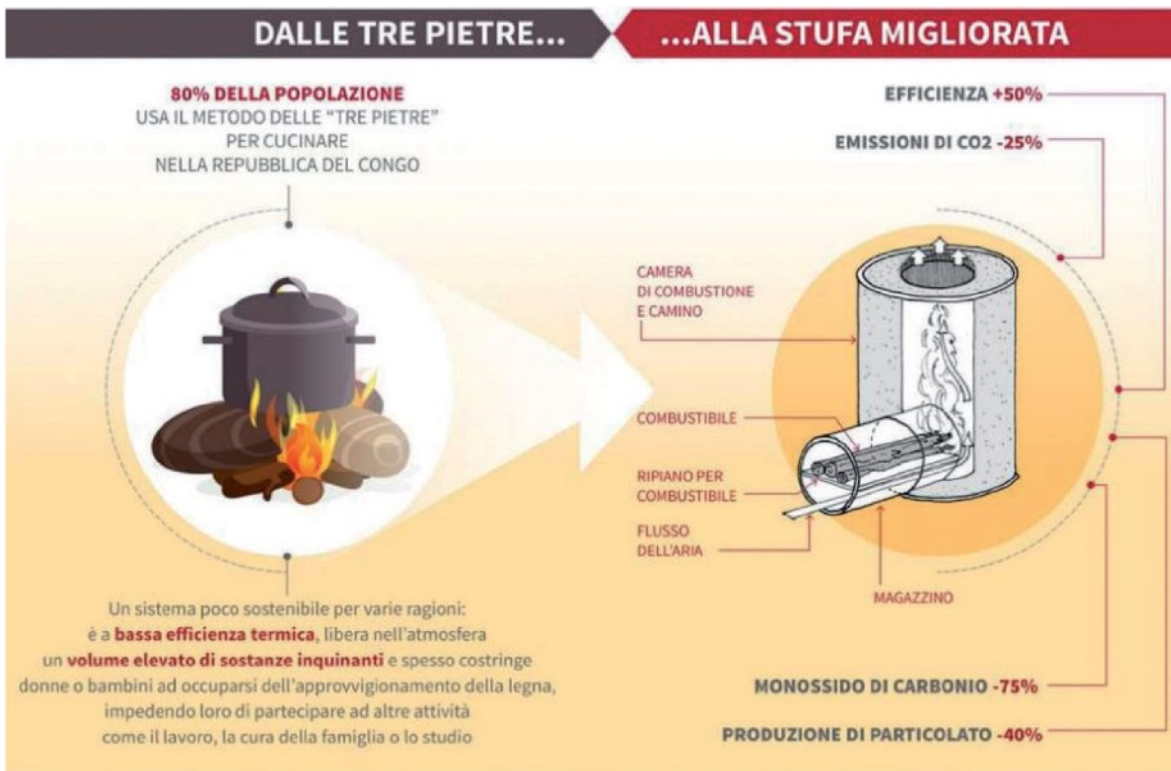 DALLE TRE PIETRE...
...ALLA STUFA MIGLIORATA
80% DELLA POPOLAZIONE
USA IL METODO DELLE “TRE PIETRE”
PER CUCINARE
NELLA REPUBBLICA DEL CONGO
Un sistema poco sostenibile per varie ragioni:
è a bassa efficienza termica, libera nell’atmosfera
un volume elevato di sostanze inquinanti e spesso costringe
donne o bambini ad occuparsi dell’approvvigionamento della legna,
impedendo loro di partecipare ad altre attività
come il lavoro, la cura della famiglia o lo studio
EFFICIENZA +50%
EMISSIONI DI CO2 -25%
CAMERA
DI COMBUSTIONE
E CAMINO
COMBUSTIBILE
RIPIANO PER
COMBUSTIBILE
FLUSSO
DELL’ARIA
MAGAZZINO
MONOSSIDO DI CARBONIO -75%
PRODUZIONE DI PARTICOLATO -40%